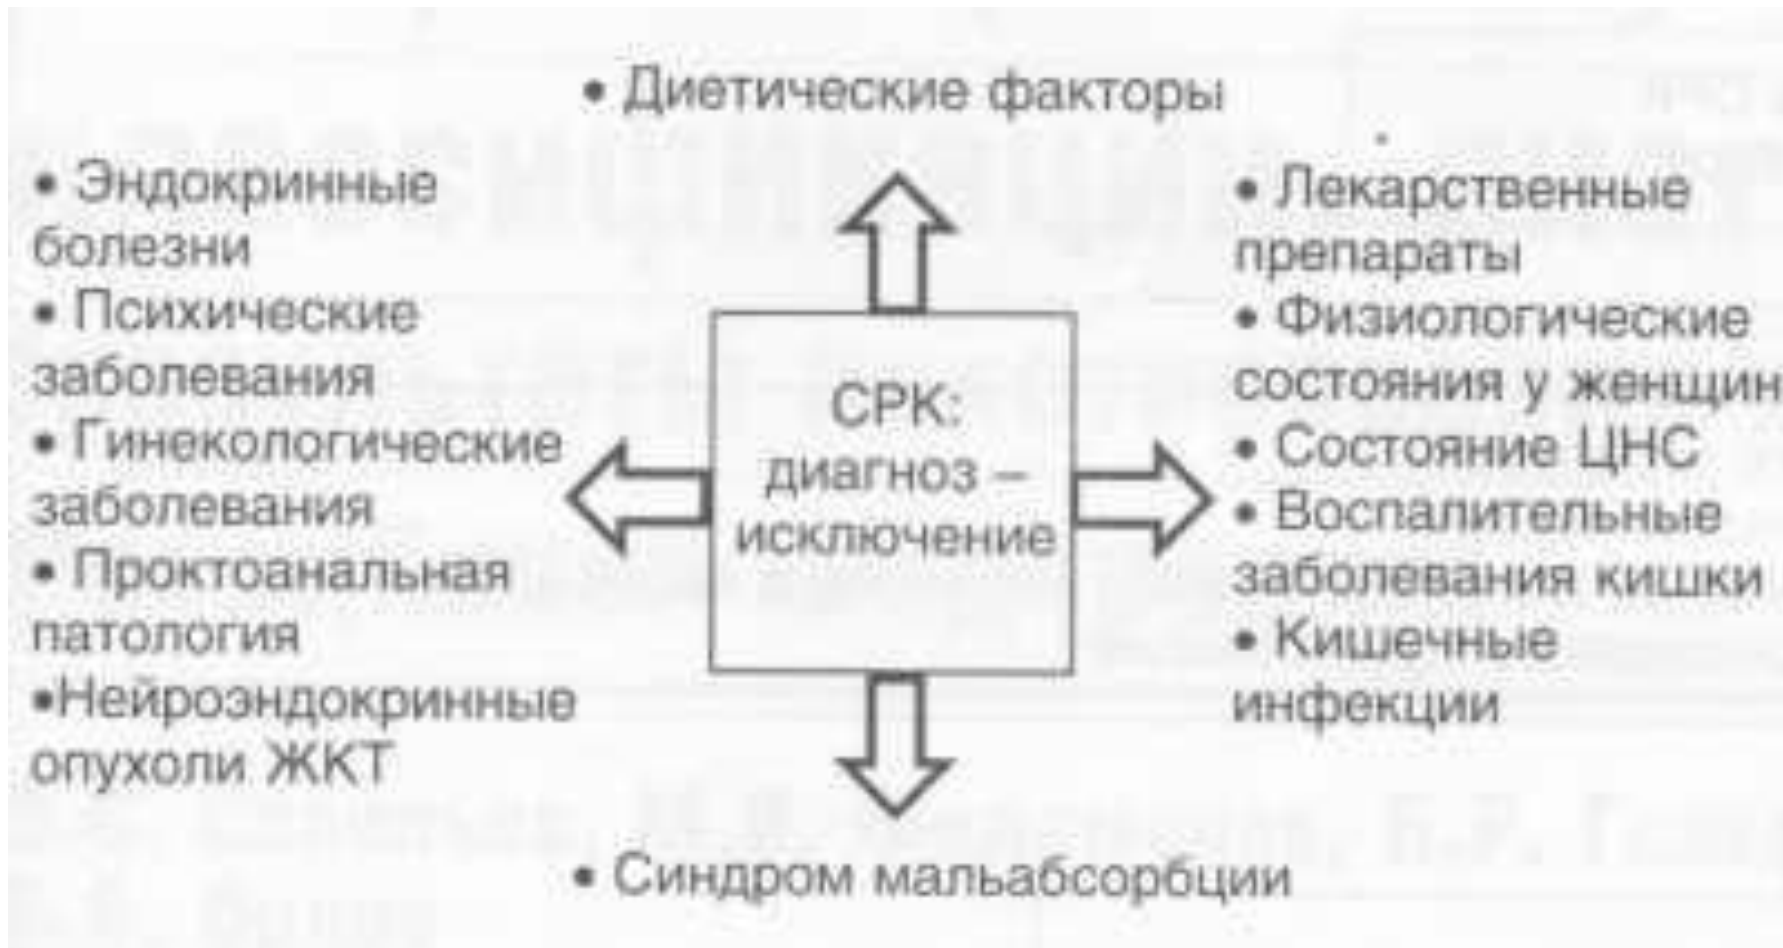 • Диетические факторы
• Эндокринные
болезни
• Психические
заболевания
• Гинекологические
заболевания
• Проктоанальная
патология
•Нейроэндокринные
опухоли ЖКТ
СРК:
диагноз –
исключение
• Лекарственные
препараты
• Физиологические
состояния у женщин
• Состояние ЦНС
• Воспалительные
заболевания кишки
• Кишечные
инфекции
• Синдром мальабсорбции